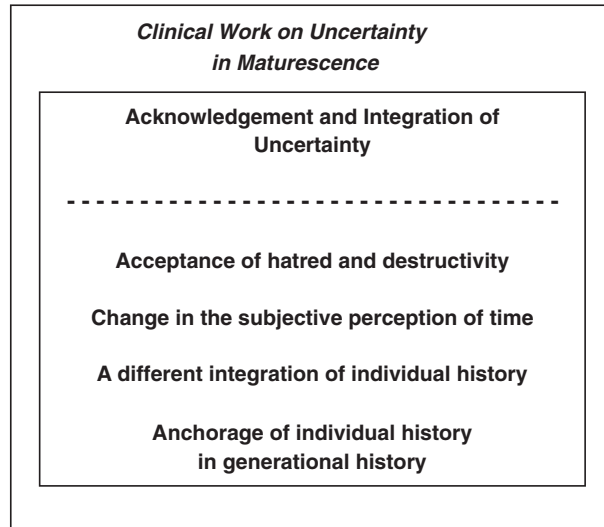 Clinical Work on Uncertainty
in Maturescence
Acknowledgement and Integration of
Uncertainty
Acceptance of hatred and destructivity
Change in the subjective perception of time
A different integration of individual history
Anchorage of individual history
in generational history